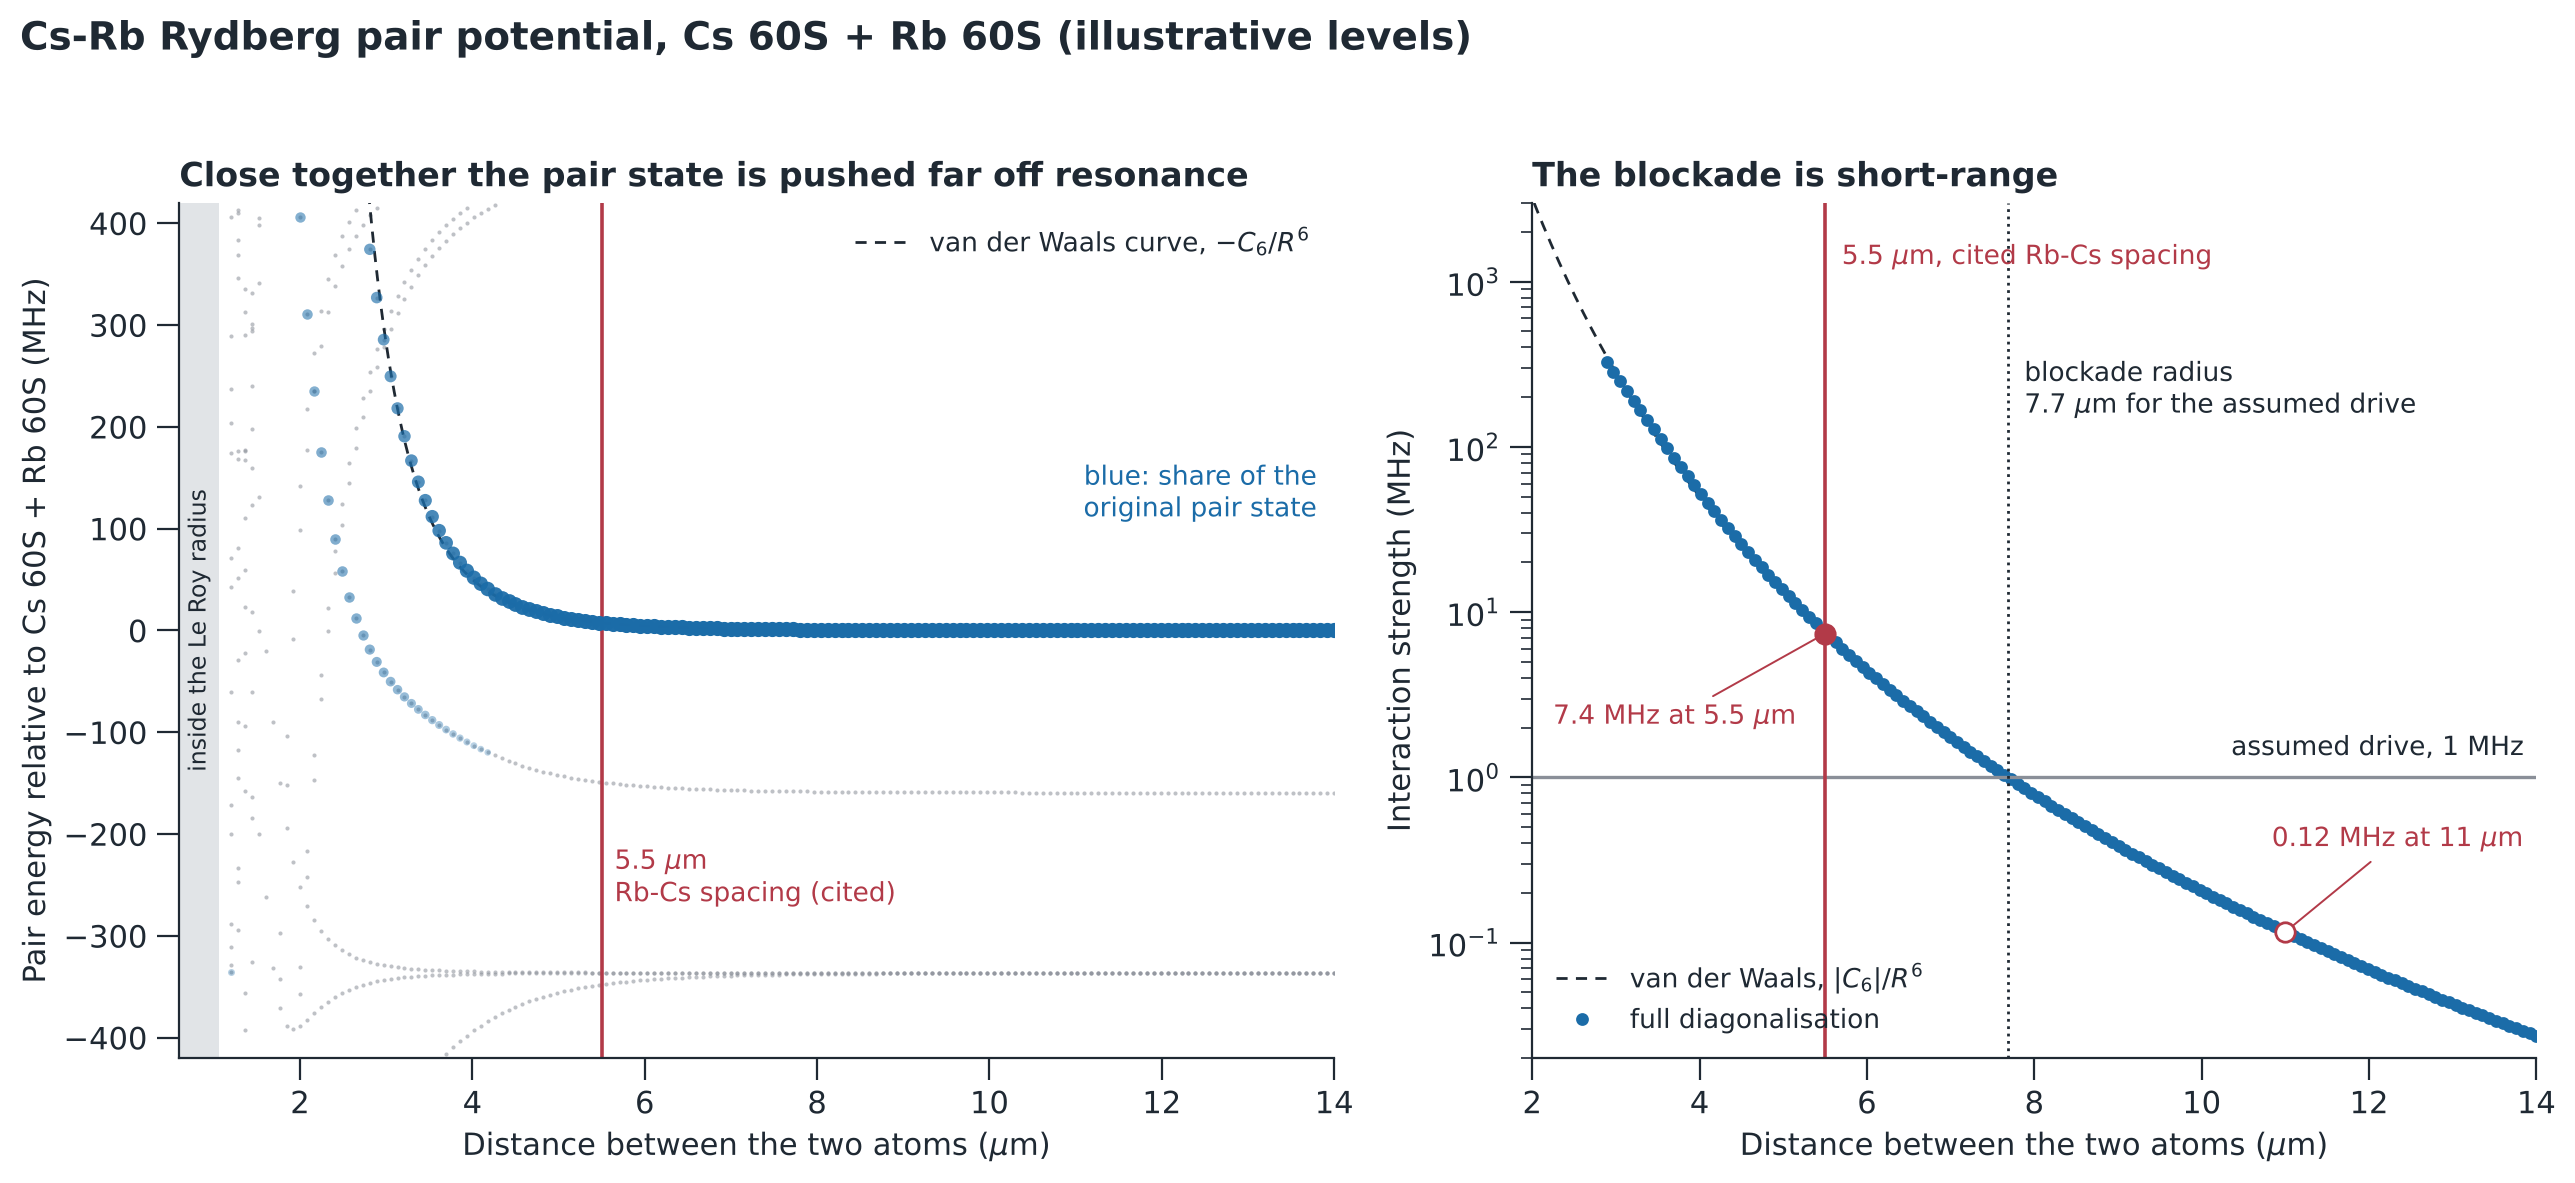 Cs-Rb Rydberg pair potential, Cs 60S + Rb 60S (illustrative levels)
Close together the pair state is pushed far off resonance
Pair energy relative to Cs 60S + Rb 60S (MHz)
400
300
200
100
0
−100
−200
−300
−400
inside the Le Roy radius
van der Waals curve, −C₆/R⁶
blue: share of the
original pair state
5.5 μm
Rb-Cs spacing (cited)
2
4
6
8
10
12
14
Distance between the two atoms (μm)
The blockade is short-range
Interaction strength (MHz)
10³
10²
10¹
10⁰
10⁻¹
5.5 μm, cited Rb-Cs spacing
blockade radius
7.7 μm for the assumed drive
7.4 MHz at 5.5 μm
assumed drive, 1 MHz
0.12 MHz at 11 μm
van der Waals, |C₆|/R⁶
full diagonalisation
2
4
6
8
10
12
14
Distance between the two atoms (μm)